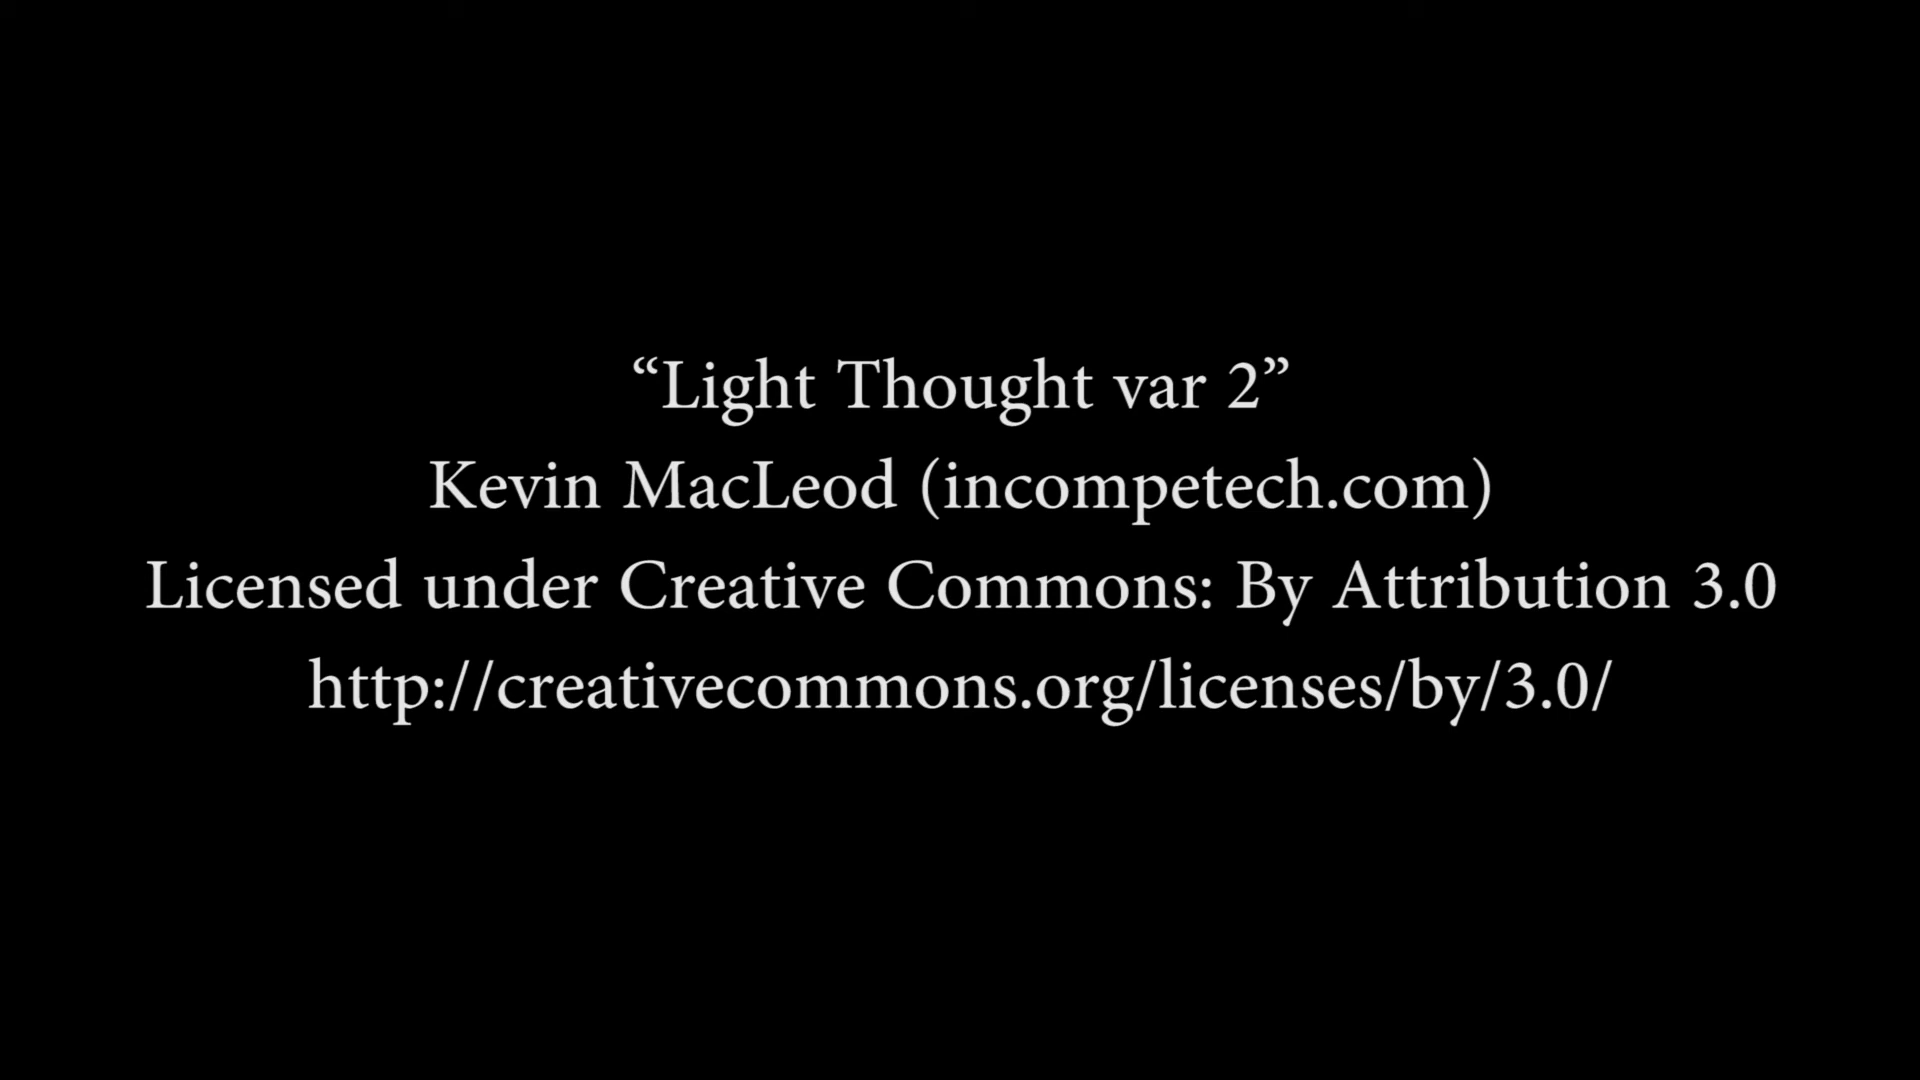 “Light Thought var 2”
Kevin MacLeod (incompetech.com)
Licensed under Creative Commons: By Attribution 3.0
http://creativecommons.org/licenses/by/3.0/